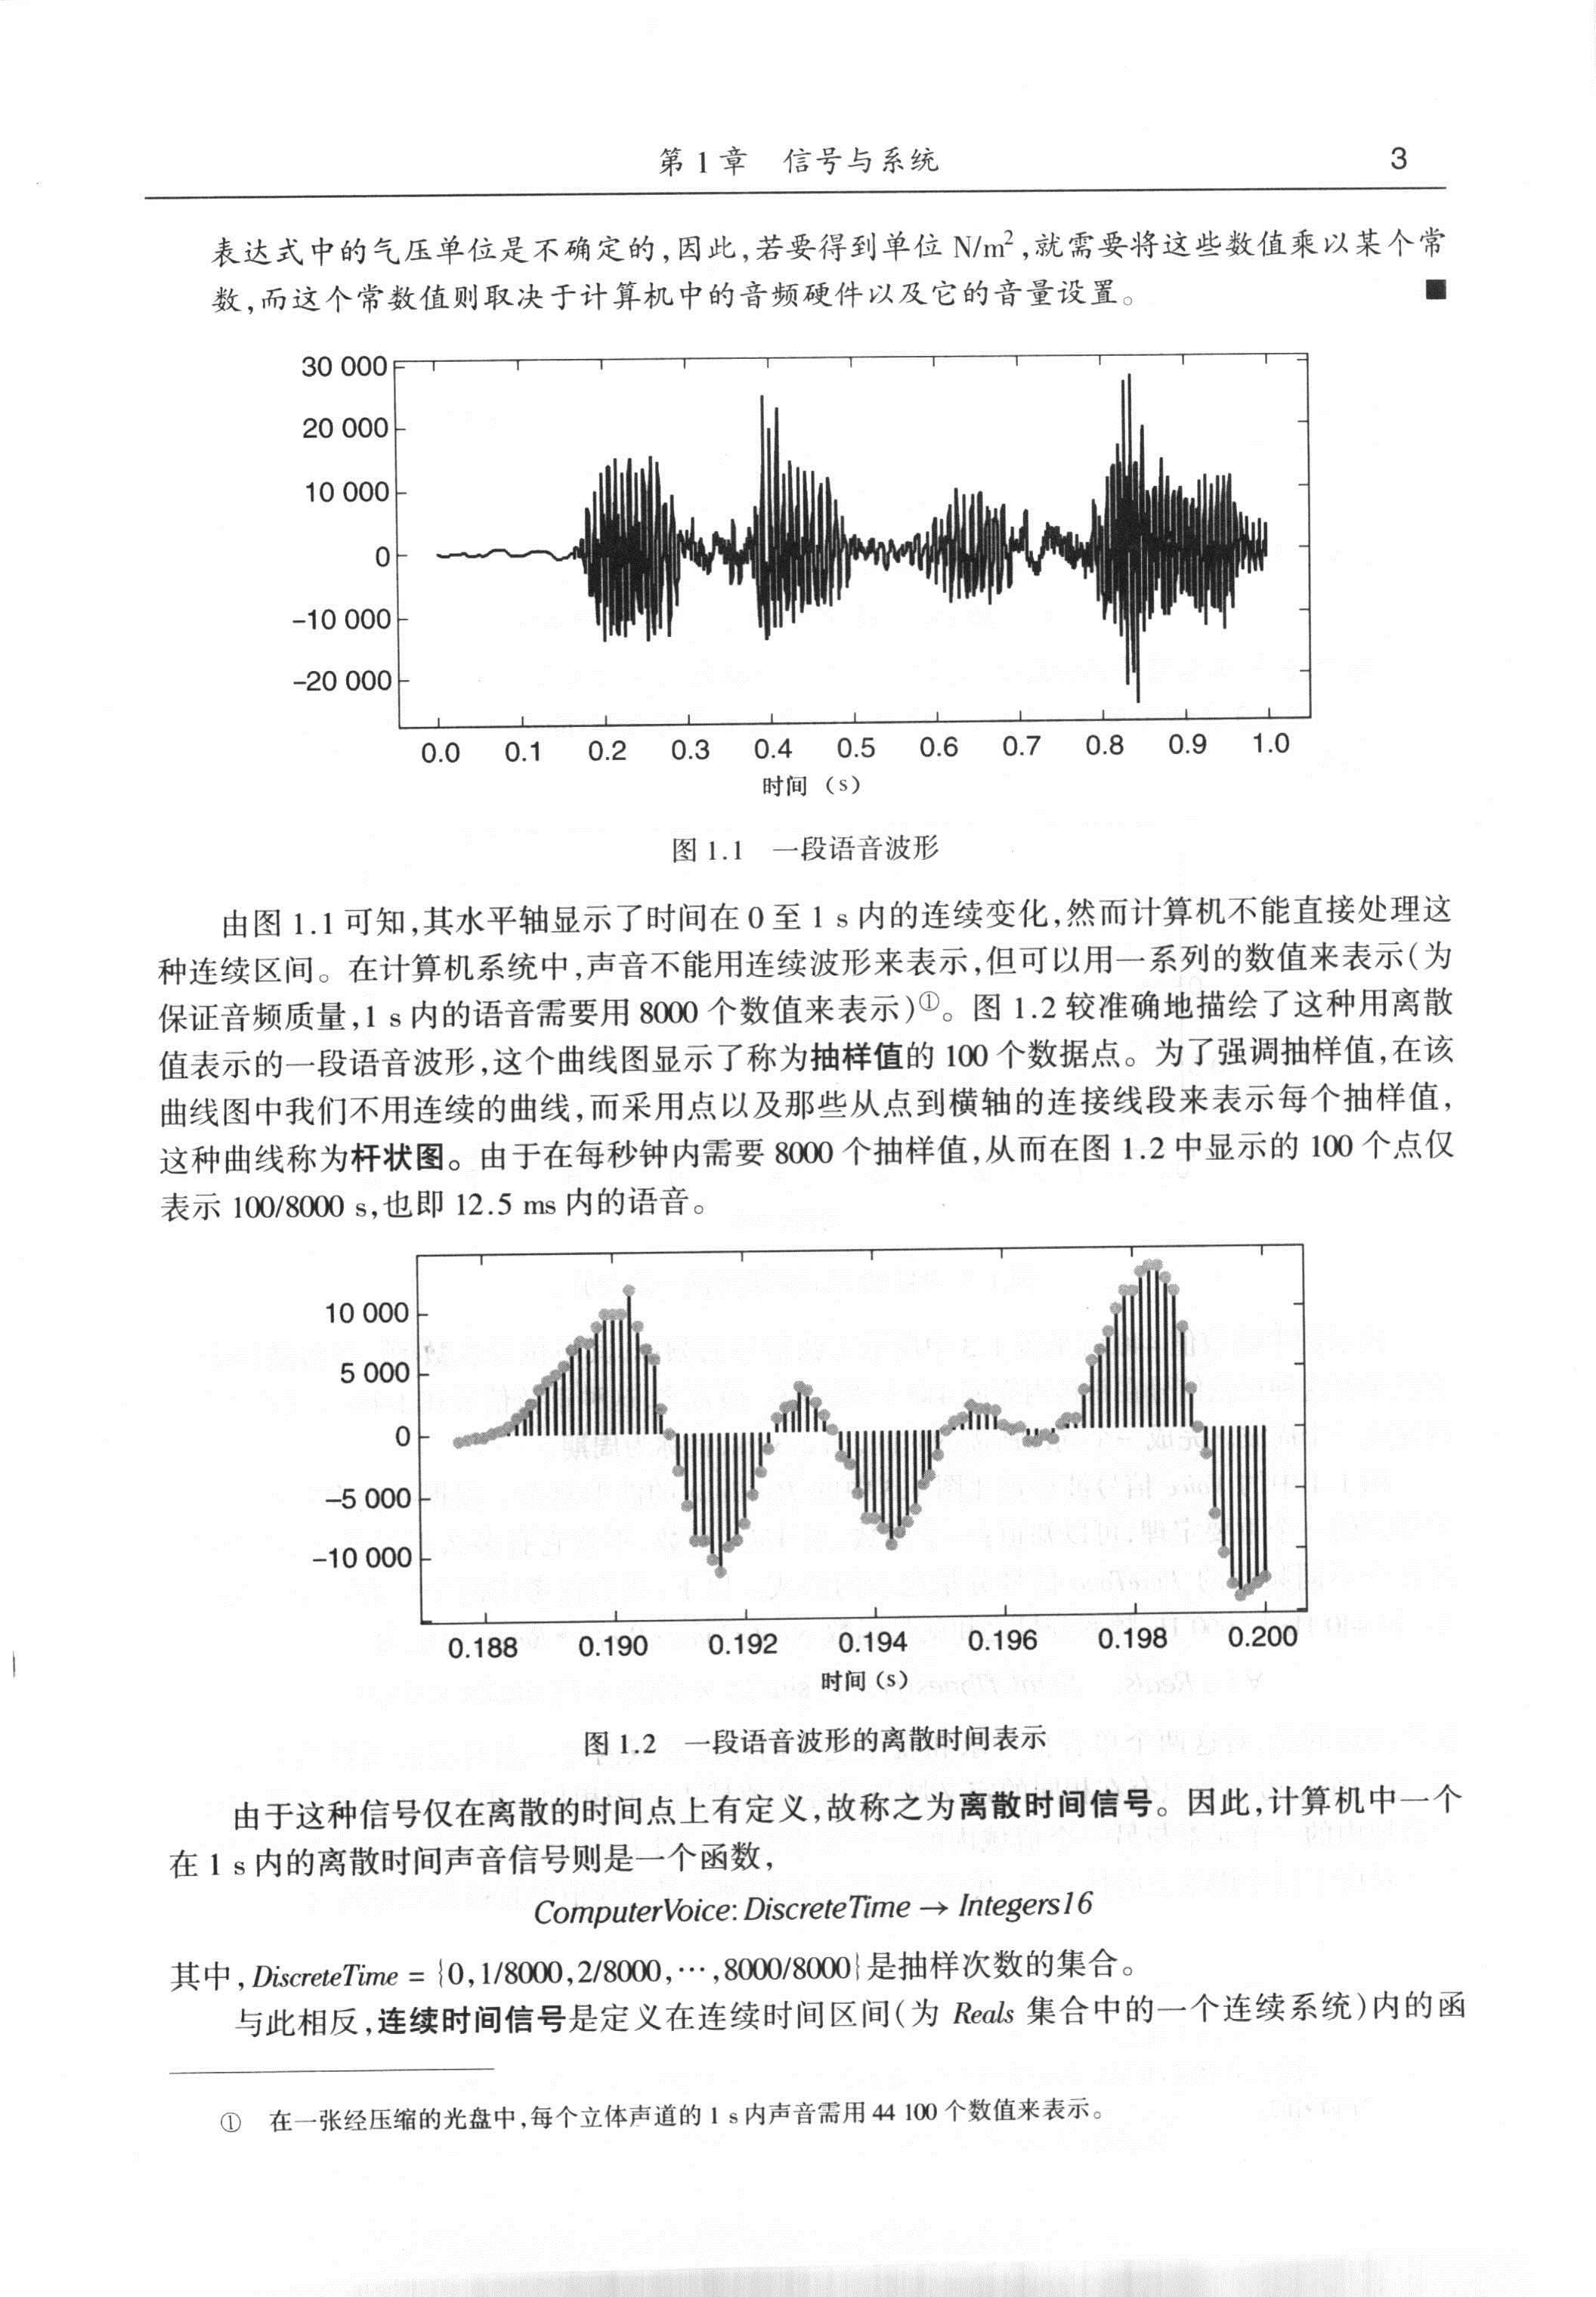 第 1 章 信号与系统 3
表达式中的气压单位是不确定的,因此,若要得到单位 N/m²,就需要将这些数值乘以某个常
数,而这个常数值则取决于计算机中的音频硬件以及它的音量设置。 ■
30 000
20 000
10 000
0
-10 000
-20 000
0.0 0.1 0.2 0.3 0.4 0.5 0.6 0.7 0.8 0.9 1.0
时间 (s)
图 1.1 一段语音波形
由图 1.1 可知,其水平轴显示了时间在 0 至 1 s 内的连续变化,然而计算机不能直接处理这
种连续区间。在计算机系统中,声音不能用连续波形来表示,但可以用一系列的数值来表示(为
保证音频质量,1 s 内的语音需要用 8000 个数值来表示)①。图 1.2 较准确地描绘了这种用离散
值表示的一段语音波形,这个曲线图显示了称为抽样值的 100 个数据点。为了强调抽样值,在该
曲线图中我们不用连续的曲线,而采用点以及那些从点到横轴的连接线段来表示每个抽样值,
这种曲线称为杆状图。由于在每秒钟内需要 8000 个抽样值,从而在图 1.2 中显示的 100 个点仅
表示 100/8000 s,也即 12.5 ms 内的语音。
10 000
5 000
0
-5 000
-10 000
0.188 0.190 0.192 0.194 0.196 0.198 0.200
时间 (s)
图 1.2 一段语音波形的离散时间表示
由于这种信号仅在离散的时间点上有定义,故称之为离散时间信号。因此,计算机中一个
在 1 s 内的离散时间声音信号则是一个函数,
ComputerVoice: DiscreteTime → Integers16
其中,DiscreteTime = {0,1/8000,2/8000,…,8000/8000}是抽样次数的集合。
与此相反,连续时间信号是定义在连续时间区间(为 Reals 集合中的一个连续系统)内的函
① 在一张经压缩的光盘中,每个立体声道的 1 s 内声音需用 44 100 个数值来表示。